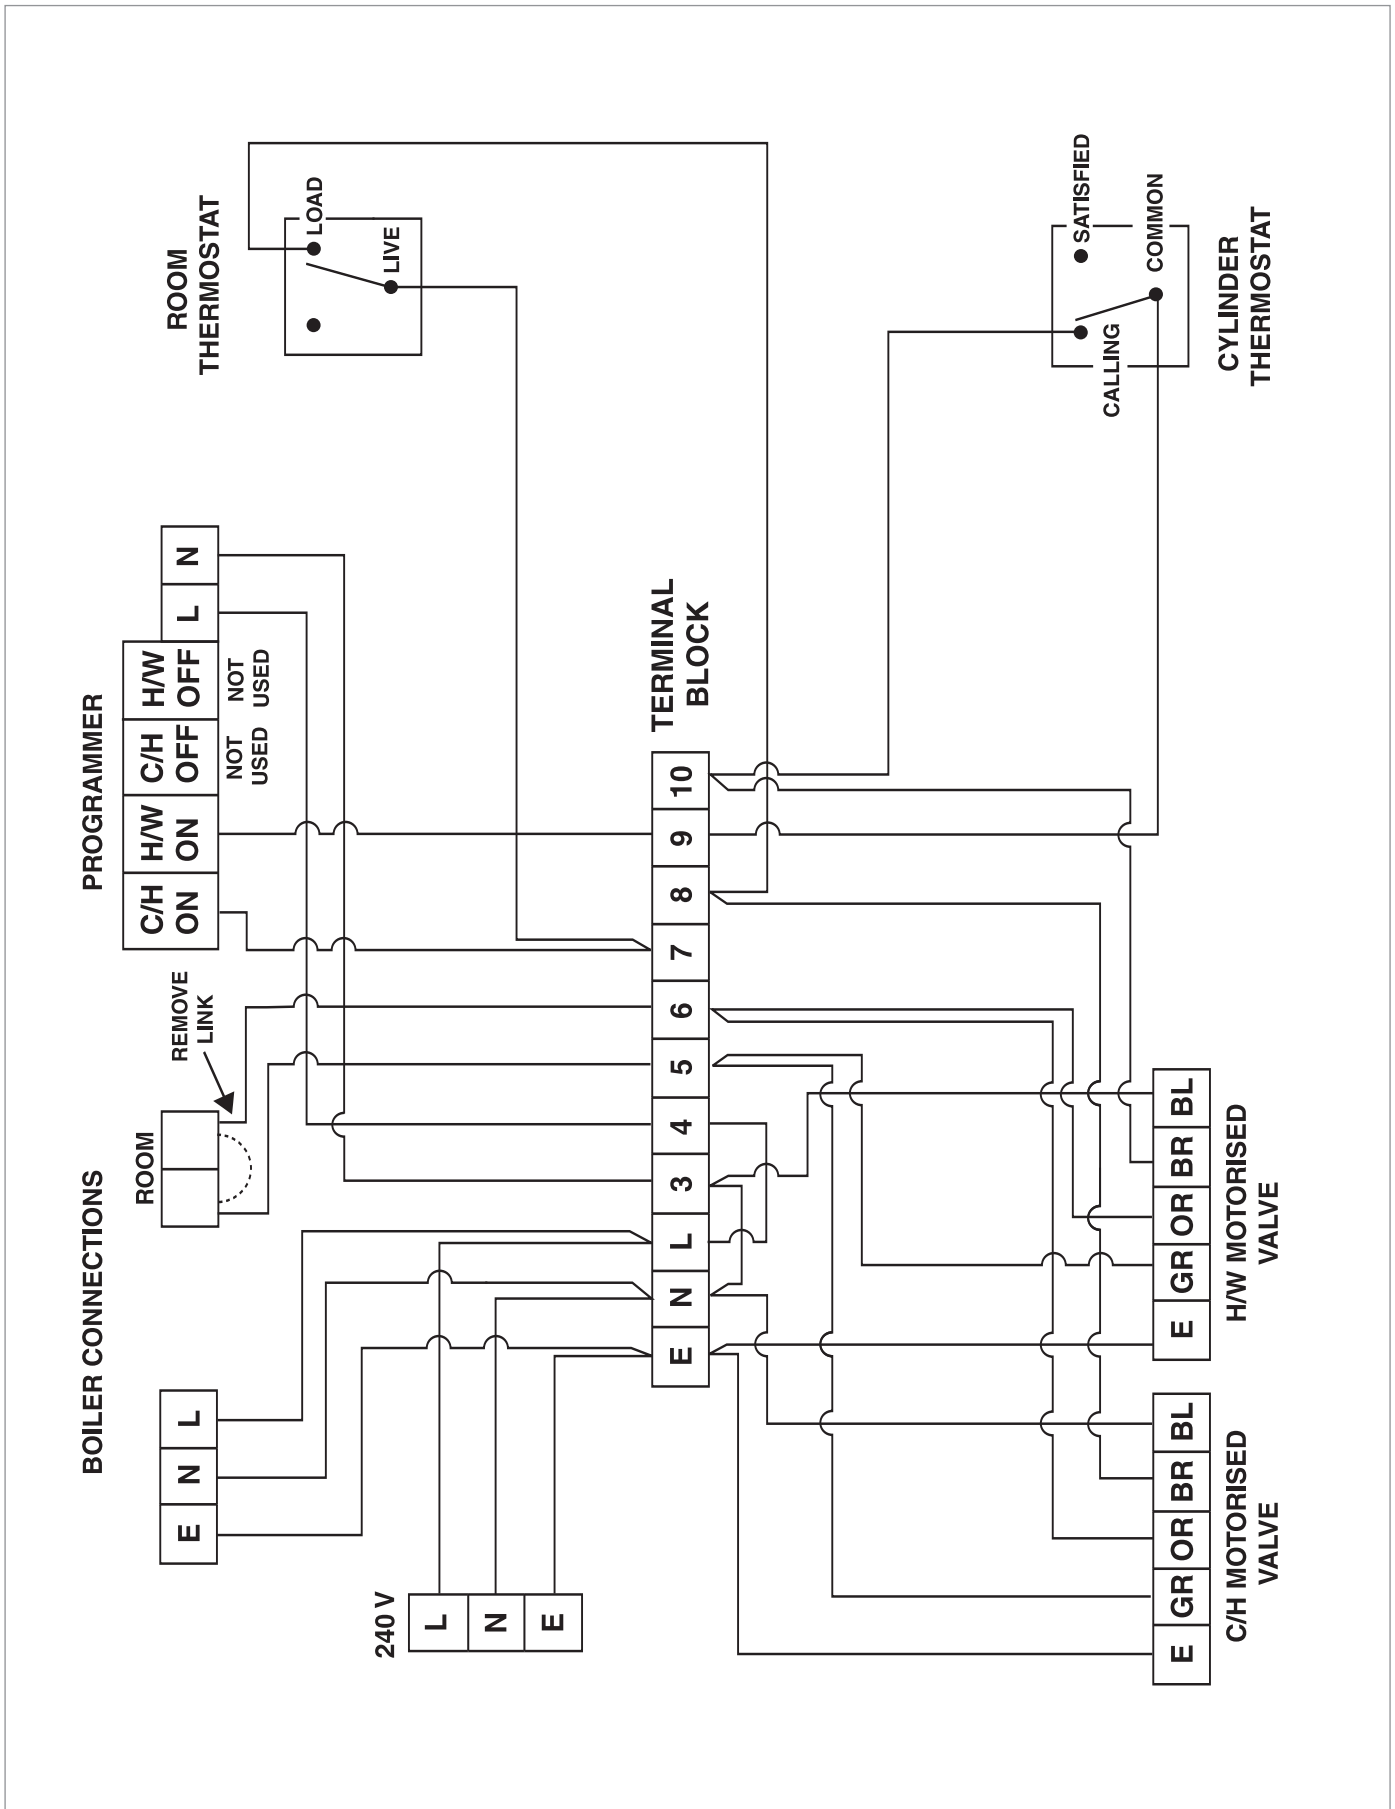 BOILER CONNECTIONS
E
N
L
ROOM
REMOVE
LINK
PROGRAMMER
C/H
ON
H/W
ON
C/H
OFF
H/W
OFF
L
N
NOT
USED
NOT
USED
ROOM
THERMOSTAT
LOAD
LIVE
240 V
L
N
E
TERMINAL
BLOCK
E
N
L
3
4
5
6
7
8
9
10
CALLING
SATISFIED
COMMON
CYLINDER
THERMOSTAT
E
GR
OR
BR
BL
C/H MOTORISED
VALVE
E
GR
OR
BR
BL
H/W MOTORISED
VALVE